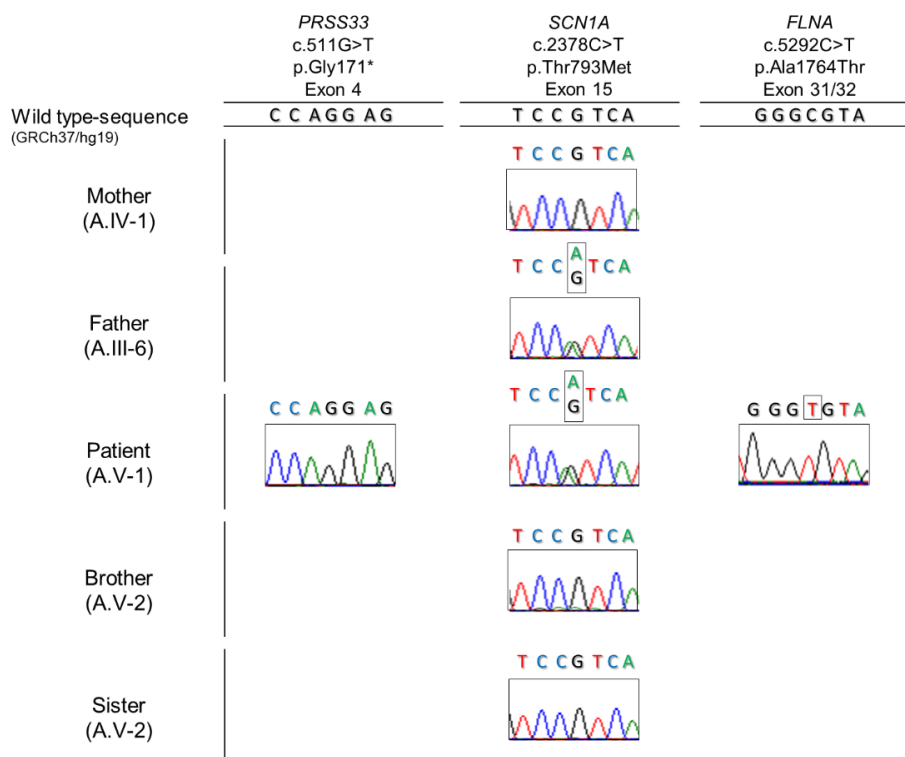 PRSS33 SCN1A FLNA
c.511G>T c.2378C>T c.5292C>T
p.Gly171* p.Thr793Met p.Ala1764Thr
Exon 4 Exon 15 Exon 31/32
Wild type-sequence C C A G G A G T C C G T C A G G G C G T A
(GRCh37/hg19)
T C C G T C A
Mother
(A.IV-1)
A
T C C T C A
G
Father
(A.III-6)
A
T C C T C A
G
C C A G G A G G G G T G T A
Patient
(A.V-1)
T C C G T C A
Brother
(A.V-2)
T C C G T C A
Sister
(A.V-2)